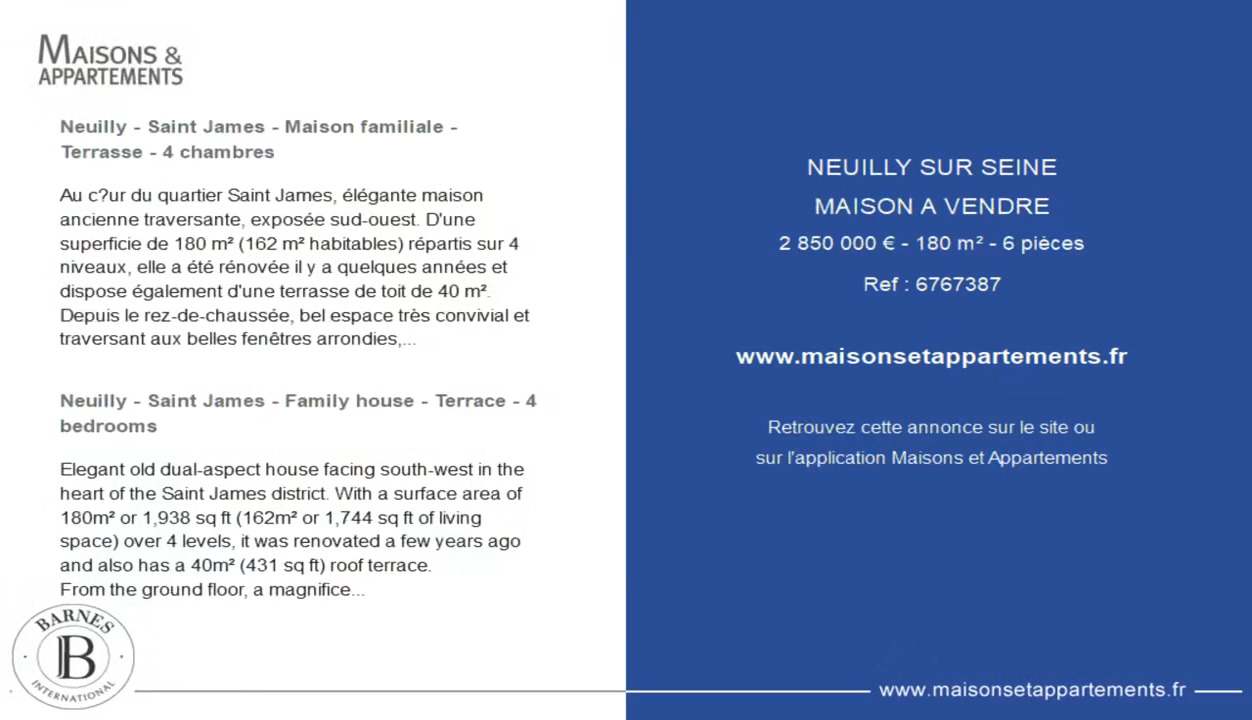 MAISONS &
APPARTEMENTS
Neuilly - Saint James - Maison familiale -
Terrasse - 4 chambres
Au c?ur du quartier Saint James, élégante maison
ancienne traversante, exposée sud-ouest. D'une
superficie de 180 m² (162 m² habitables) répartis sur 4
niveaux, elle a été rénovée il y a quelques années et
dispose également d'une terrasse de toit de 40 m².
Depuis le rez-de-chaussée, bel espace très convivial et
traversant aux belles fenêtres arrondies,...
Neuilly - Saint James - Family house - Terrace - 4
bedrooms
Elegant old dual-aspect house facing south-west in the
heart of the Saint James district. With a surface area of
180m² or 1,938 sq ft (162m² or 1,744 sq ft of living
space) over 4 levels, it was renovated a few years ago
and also has a 40m² (431 sq ft) roof terrace.
From the ground floor, a magnifice...
BARNES
B
INTERNATIONAL
NEUILLY SUR SEINE
MAISON A VENDRE
2 850 000 € - 180 m² - 6 pièces
Ref : 6767387
www.maisonsetappartements.fr
Retrouvez cette annonce sur le site ou
sur l'application Maisons et Appartements
www.maisonsetappartements.fr